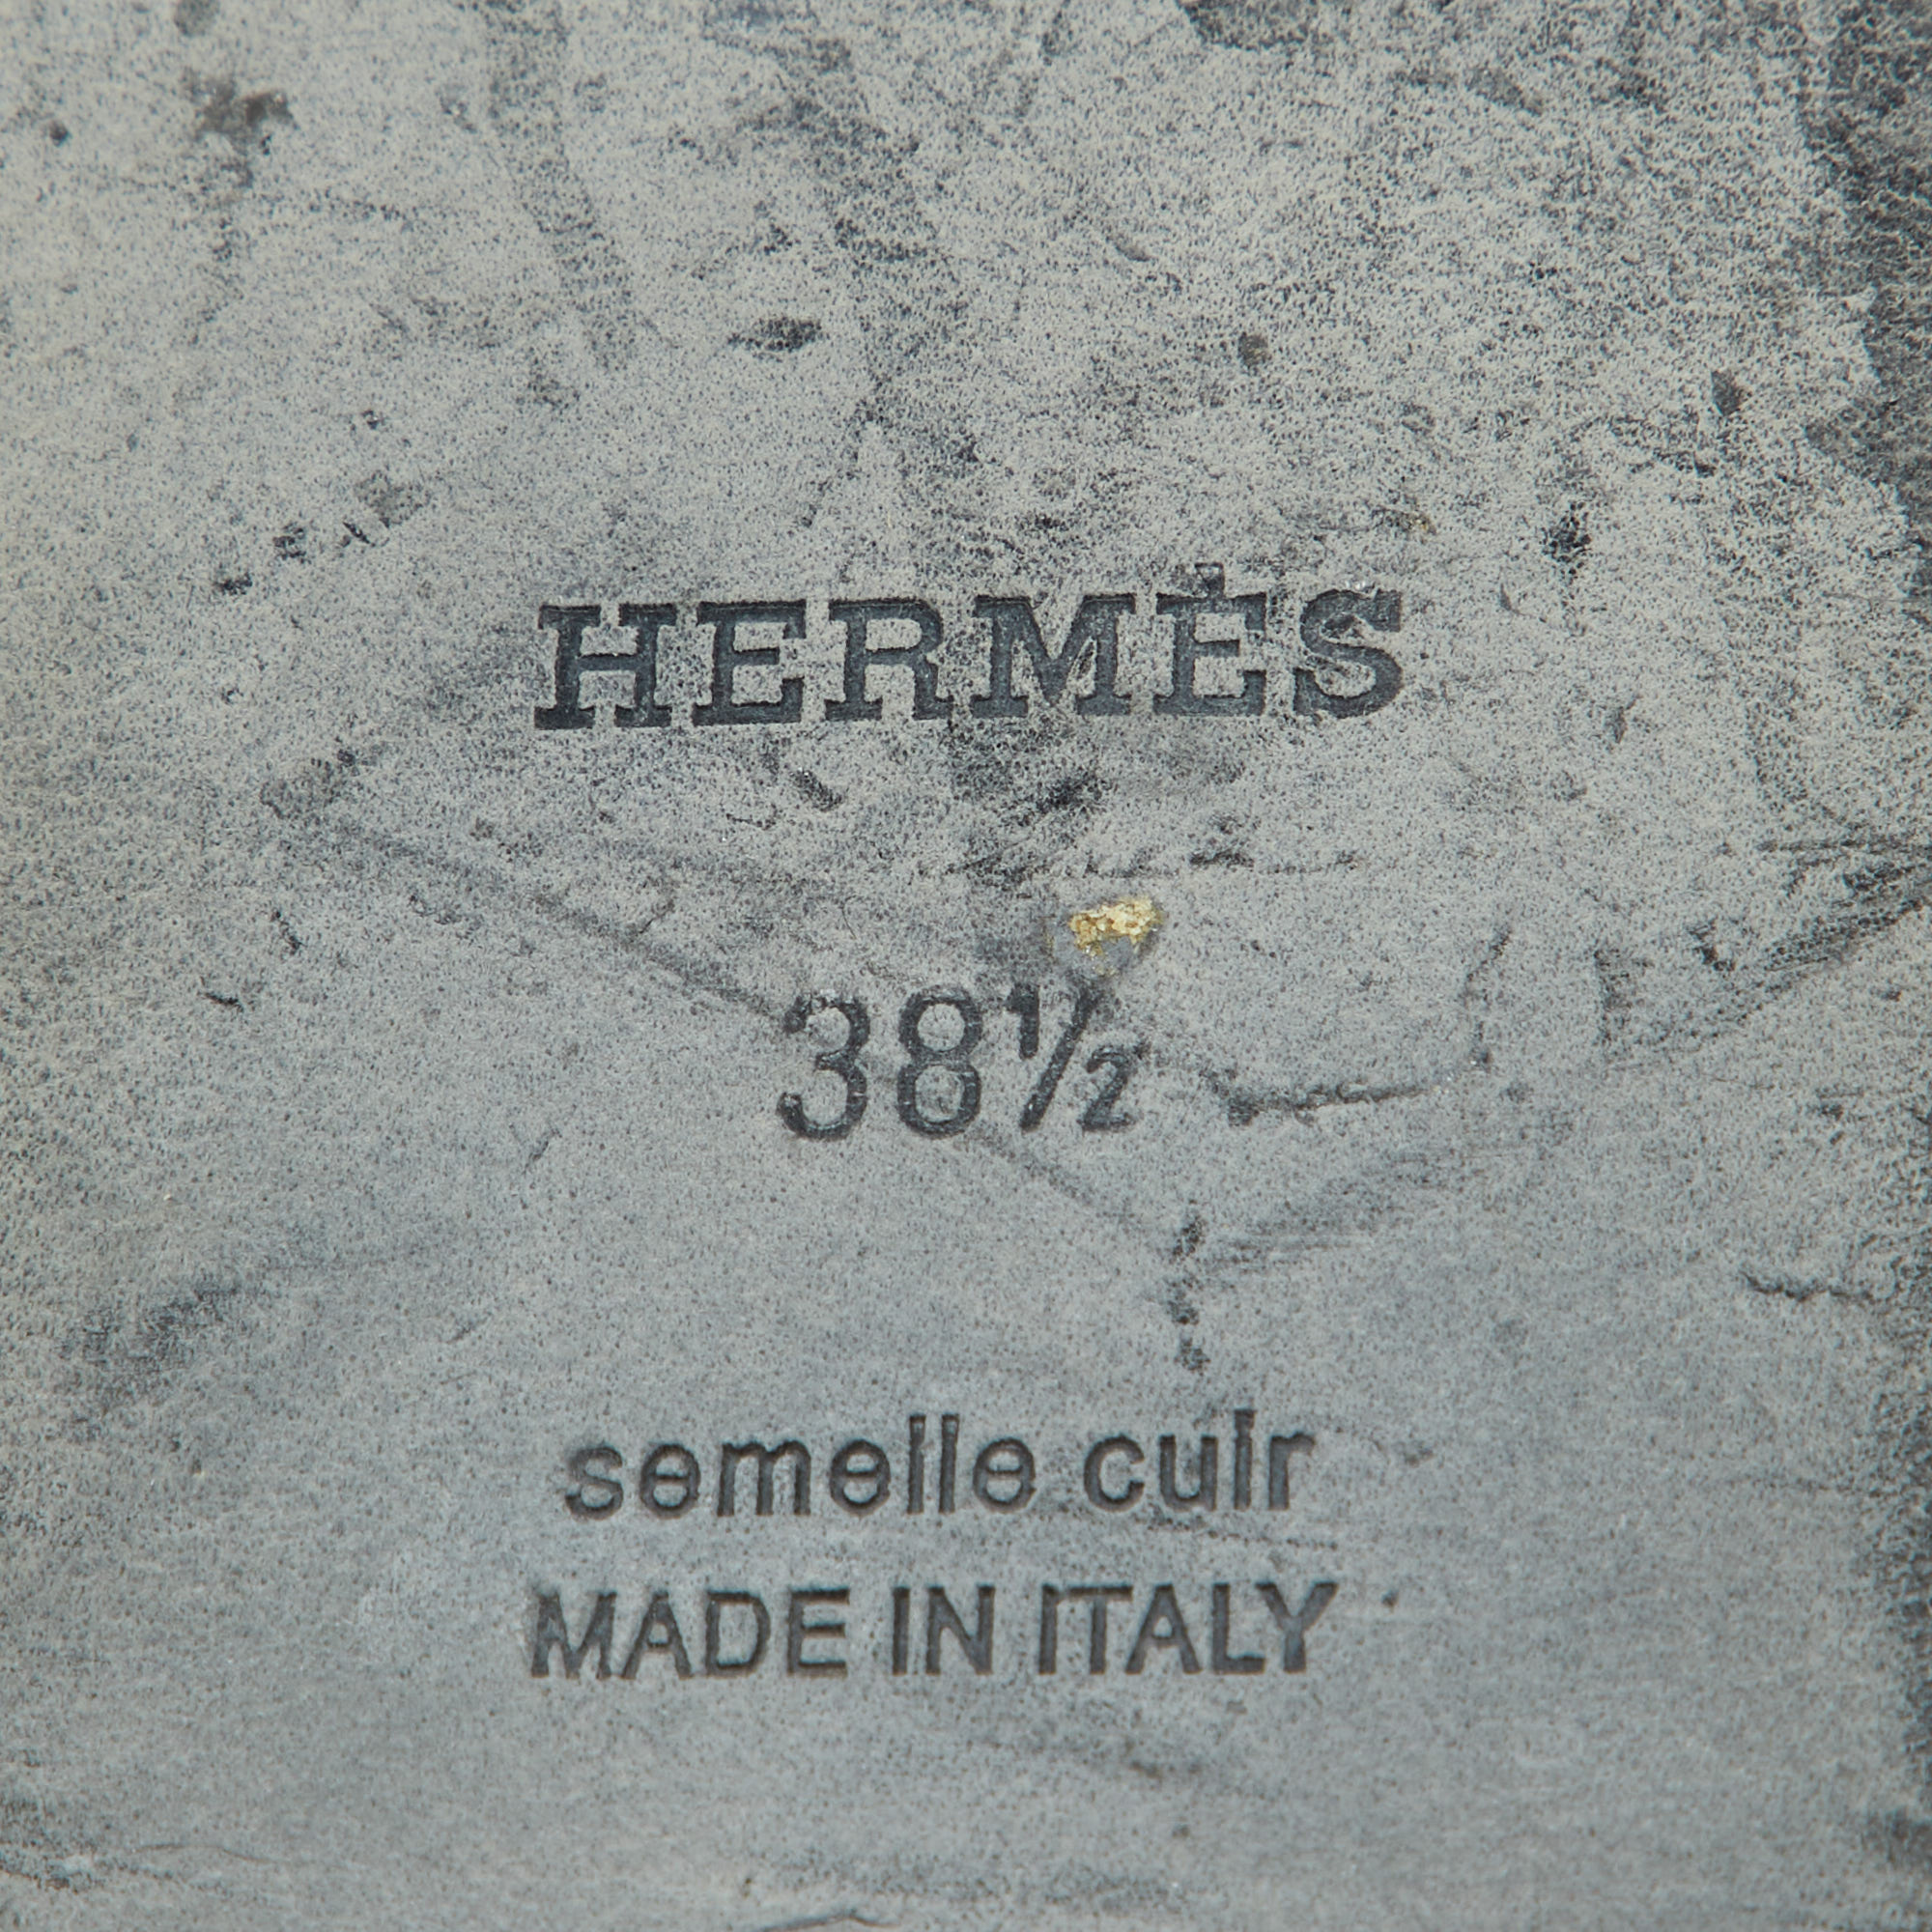 HERMÈS
38½
semelle cuir
MADE IN ITALY